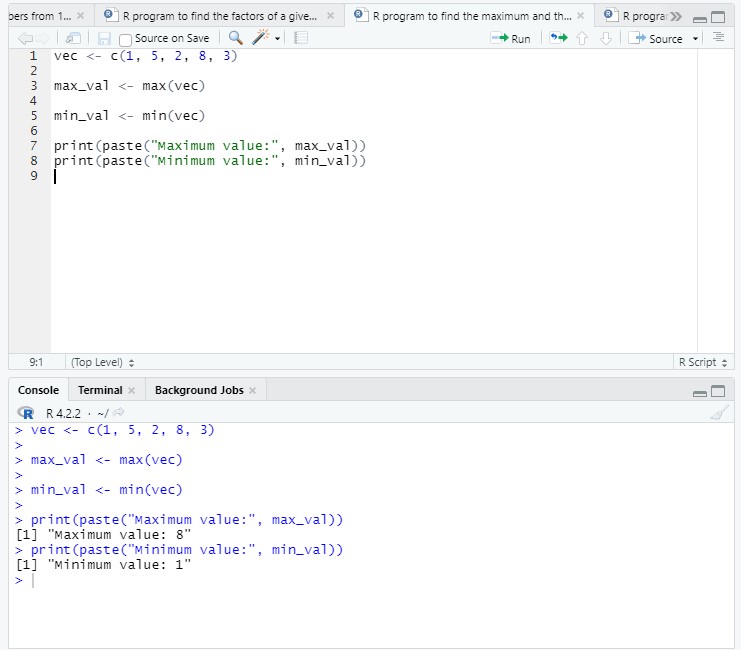 bers from 1...
R program to find the factors of a give...
R program to find the maximum and th...
R progra
Source on Save
Run
Source
1 vec <- c(1, 5, 2, 8, 3)
2
3 max_val <- max(vec)
4
5 min_val <- min(vec)
6
7 print(paste("Maximum value:", max_val))
8 print(paste("Minimum value:", min_val))
9
9:1
(Top Level)
R Script
Console
Terminal
Background Jobs
R R 4.2.2 · ~/
> vec <- c(1, 5, 2, 8, 3)
>
> max_val <- max(vec)
>
> min_val <- min(vec)
>
> print(paste("Maximum value:", max_val))
[1] "Maximum value: 8"
> print(paste("Minimum value:", min_val))
[1] "Minimum value: 1"
>